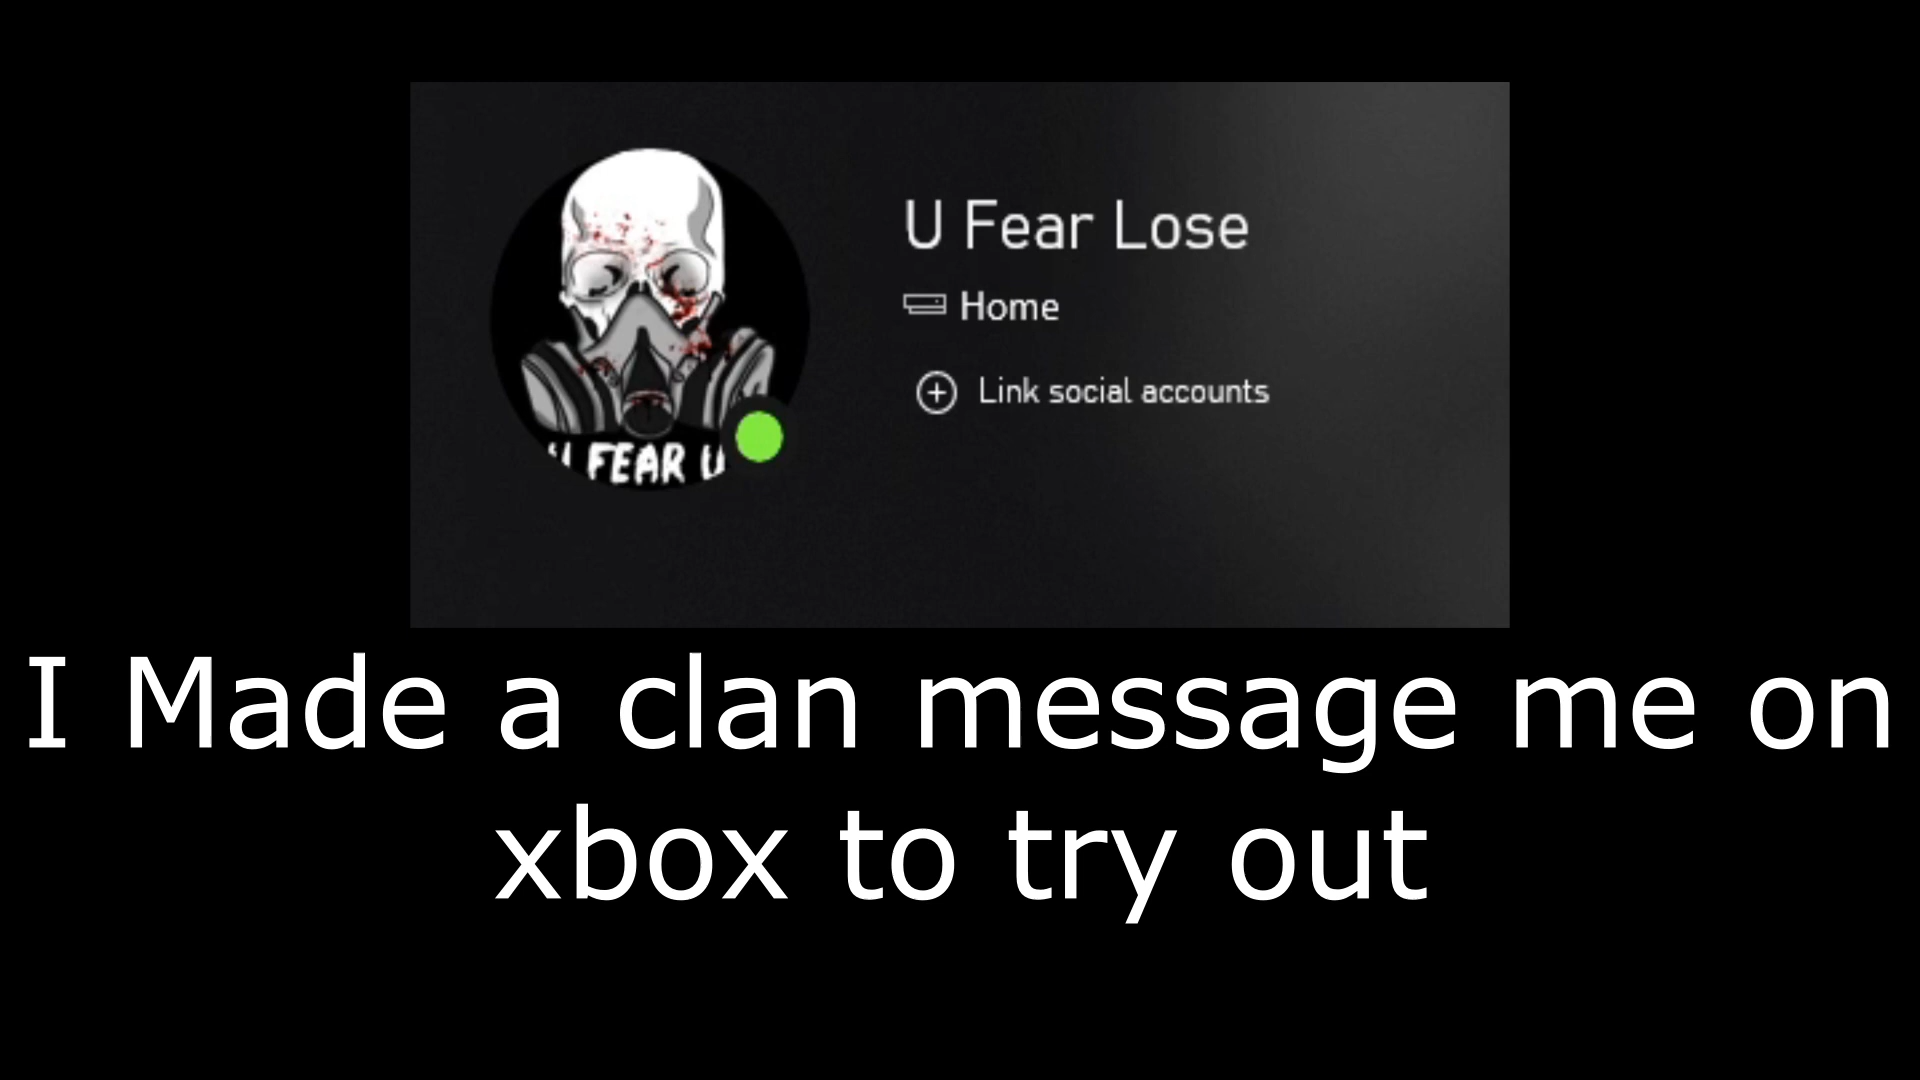 U Fear Lose
Home
Link social accounts
U FEAR U
I Made a clan message me on
xbox to try out